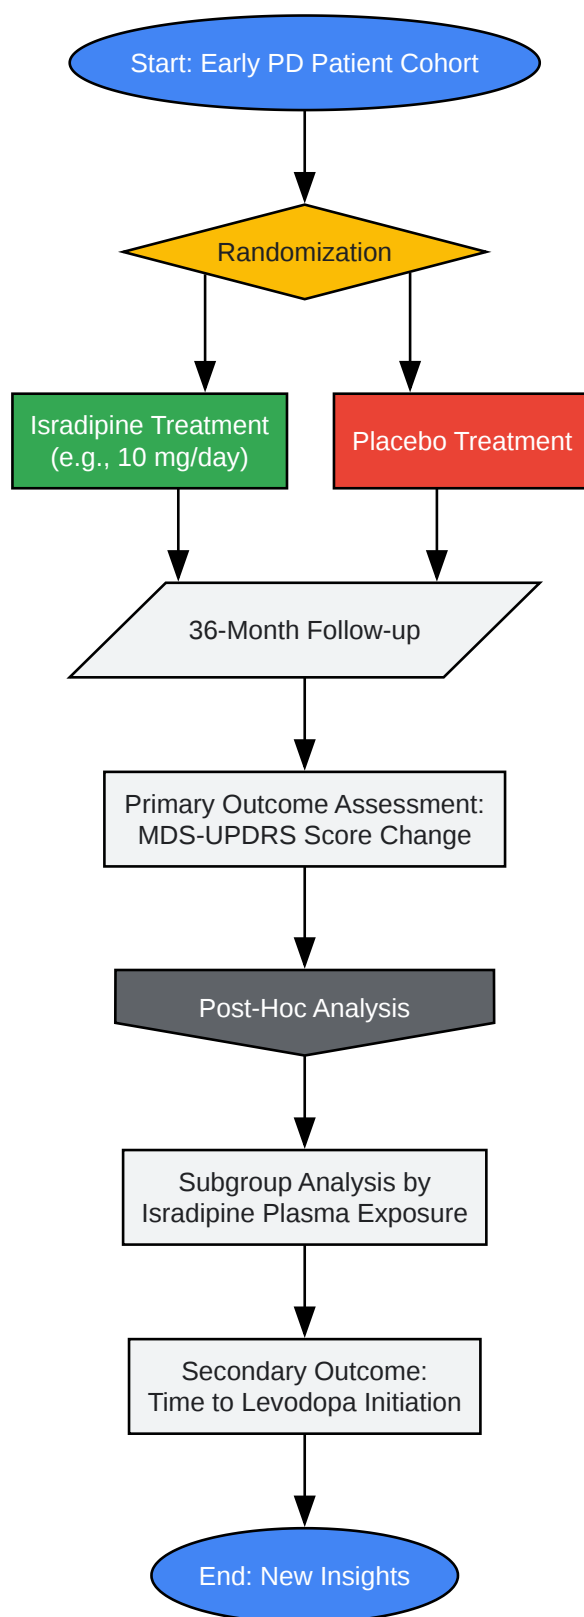 Start: Early PD Patient Cohort
Randomization
Isradipine Treatment
(e.g., 10 mg/day)
Placebo Treatment
36-Month Follow-up
Primary Outcome Assessment:
MDS-UPDRS Score Change
Post-Hoc Analysis
Subgroup Analysis by
Isradipine Plasma Exposure
Secondary Outcome:
Time to Levodopa Initiation
End: New Insights